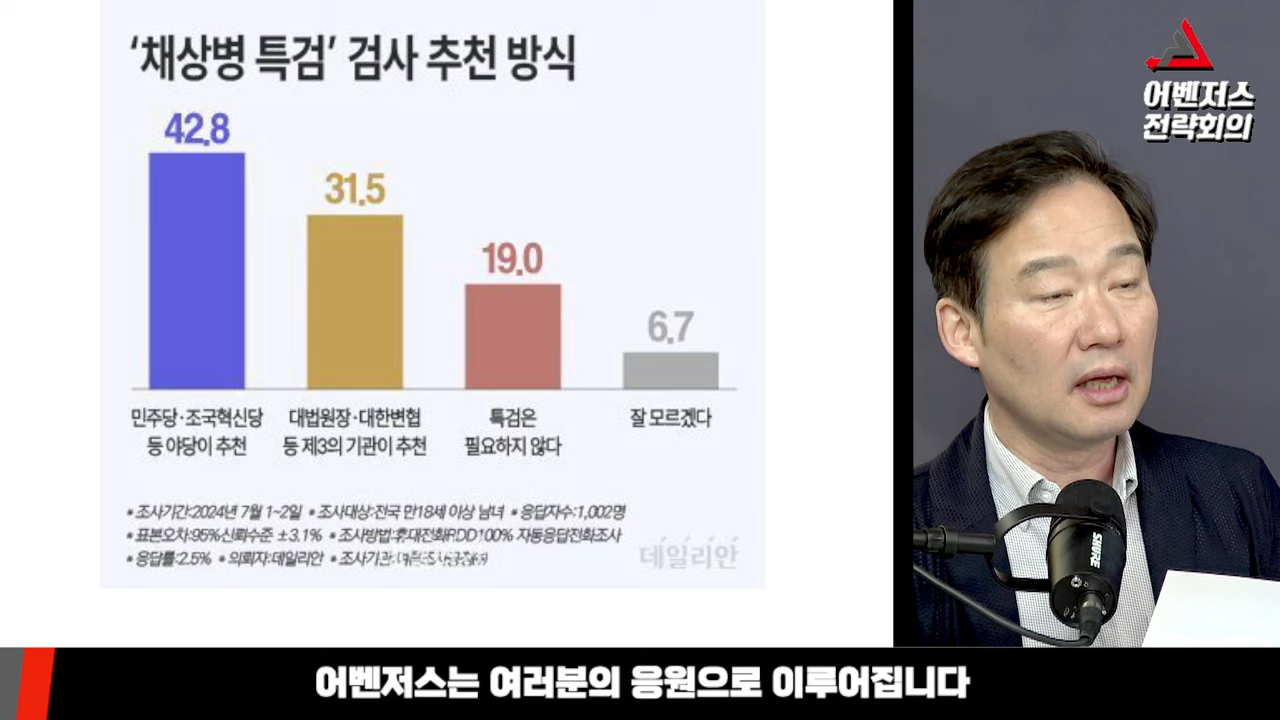 ‘채상병 특검’ 검사 추천 방식
42.8
31.5
19.0
6.7
민주당·조국혁신당
등 야당이 추천
대법원장·대한변협
등 제3의 기관이 추천
특검은
필요하지 않다
잘 모르겠다
* 조사기간:2024년 7월 1~2일 * 조사대상:전국 만18세 이상 남녀 * 응답자수:1,002명
* 표본오차:95%신뢰수준 ±3.1% * 조사방법:휴대전화RDD100% 자동응답전화조사
* 응답률:2.5% * 의뢰자:데일리안 * 조사기관:
데일리안
어벤저스
전략회의
SHURE
어벤저스는 여러분의 응원으로 이루어집니다